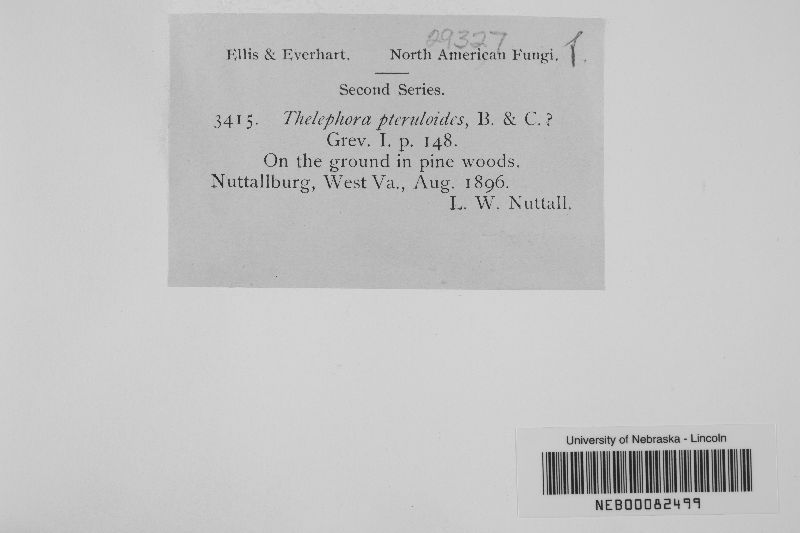 29327
Ellis & Everhart. North American Fungi. f.
Second Series.
3415. Thelephora pteruloides, B. & C. ?
Grev. I. p. 148.
On the ground in pine woods.
Nuttallburg, West Va., Aug. 1896.
L. W. Nuttall.
University of Nebraska - Lincoln
NEB00082499